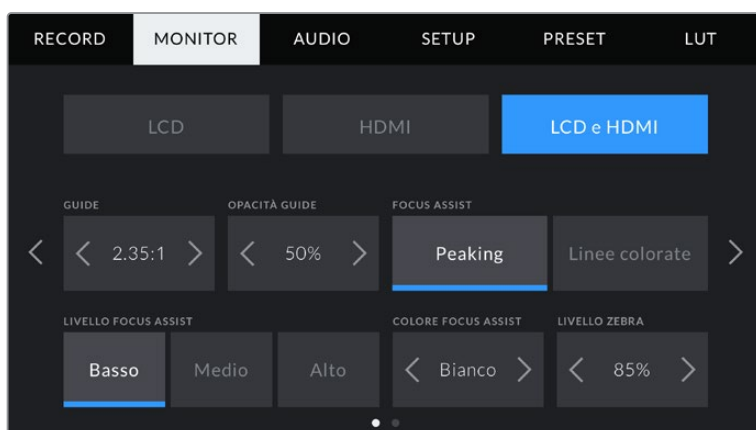 RECORD MONITOR AUDIO SETUP PRESET LUT
LCD HDMI LCD e HDMI
GUIDE OPACITÀ GUIDE FOCUS ASSIST
2.35:1 50% Peaking Linee colorate
LIVELLO FOCUS ASSIST COLORE FOCUS ASSIST LIVELLO ZEBRA
Basso Medio Alto Bianco 85%